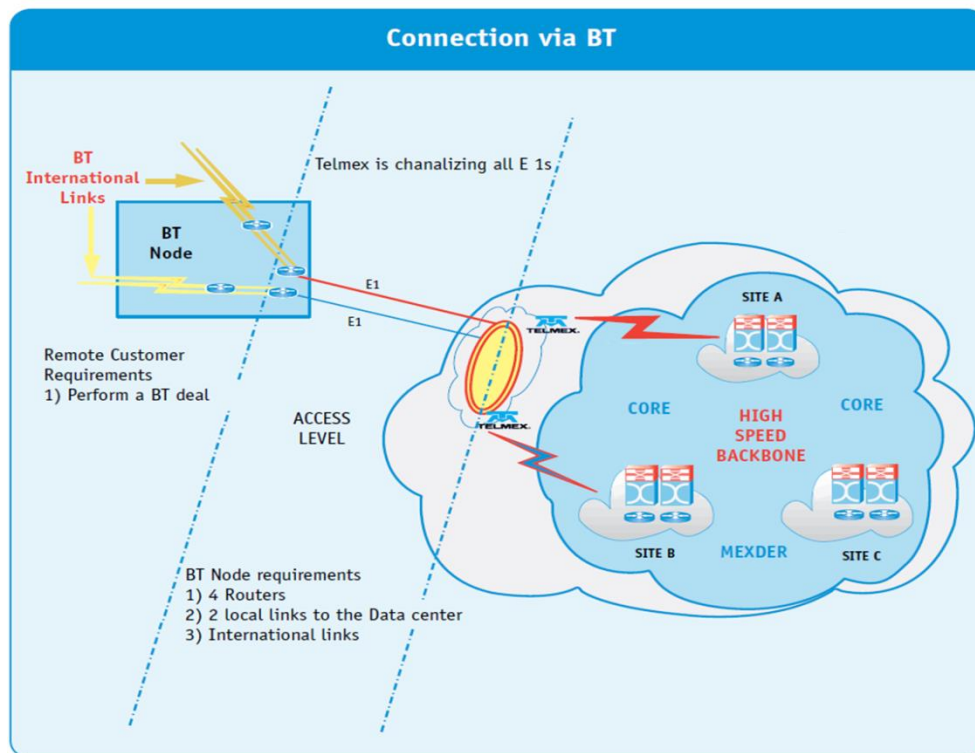 Connection via BT
BT
International
Links
Telmex is chanalizing all E 1s
BT
Node
E1
E1
Remote Customer
Requirements
1) Perform a BT deal
TELMEX.
SITE A
ACCESS
LEVEL
CORE
HIGH
SPEED
BACKBONE
CORE
TELMEX.
SITE B
MEXDER
SITE C
BT Node requirements
1) 4 Routers
2) 2 local links to the Data center
3) International links